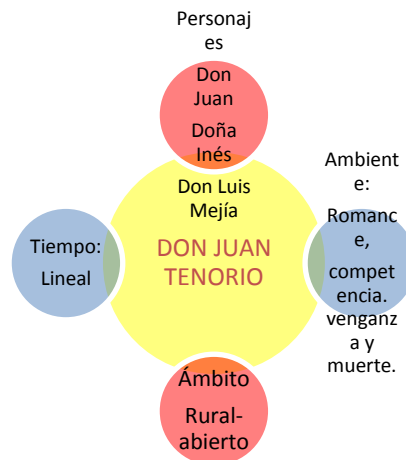 Personaj
es
Don
Juan
Doña
Inés
Don Luis
Mejía
DON JUAN
TENORIO
Tiempo:
Lineal
Ambient
e:
Romanc
e,
compet
encia.
venganz
a y
muerte.
Ámbito
Rural-
abierto